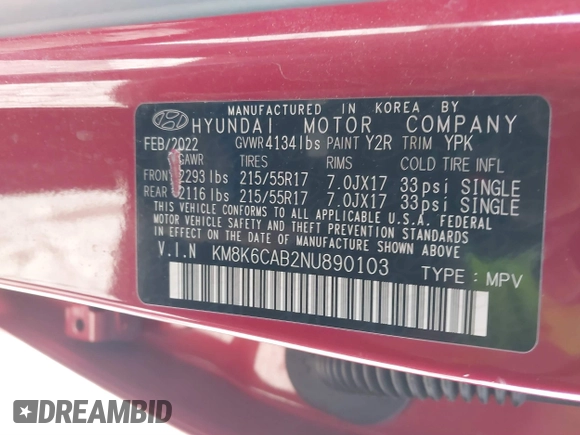 MANUFACTURED IN KOREA BY
HYUNDAI MOTOR COMPANY
FEB/2022 GVWR 4134lbs PAINT Y2R TRIM YPK
GAWR TIRES RIMS COLD TIRE INFL
FRONT 2293lbs 215/55R17 7.0JX17 33psi SINGLE
REAR 2116lbs 215/55R17 7.0JX17 33psi SINGLE
THIS VEHICLE CONFORMS TO ALL APPLICABLE U.S.A. FEDERAL
MOTOR VEHICLE SAFETY AND THEFT PREVENTION STANDARDS
IN EFFECT ON THE DATE OF MANUFACTURE SHOWN ABOVE.
V.I.N KM8K6CAB2NU890103 TYPE : MPV
DREAMBID